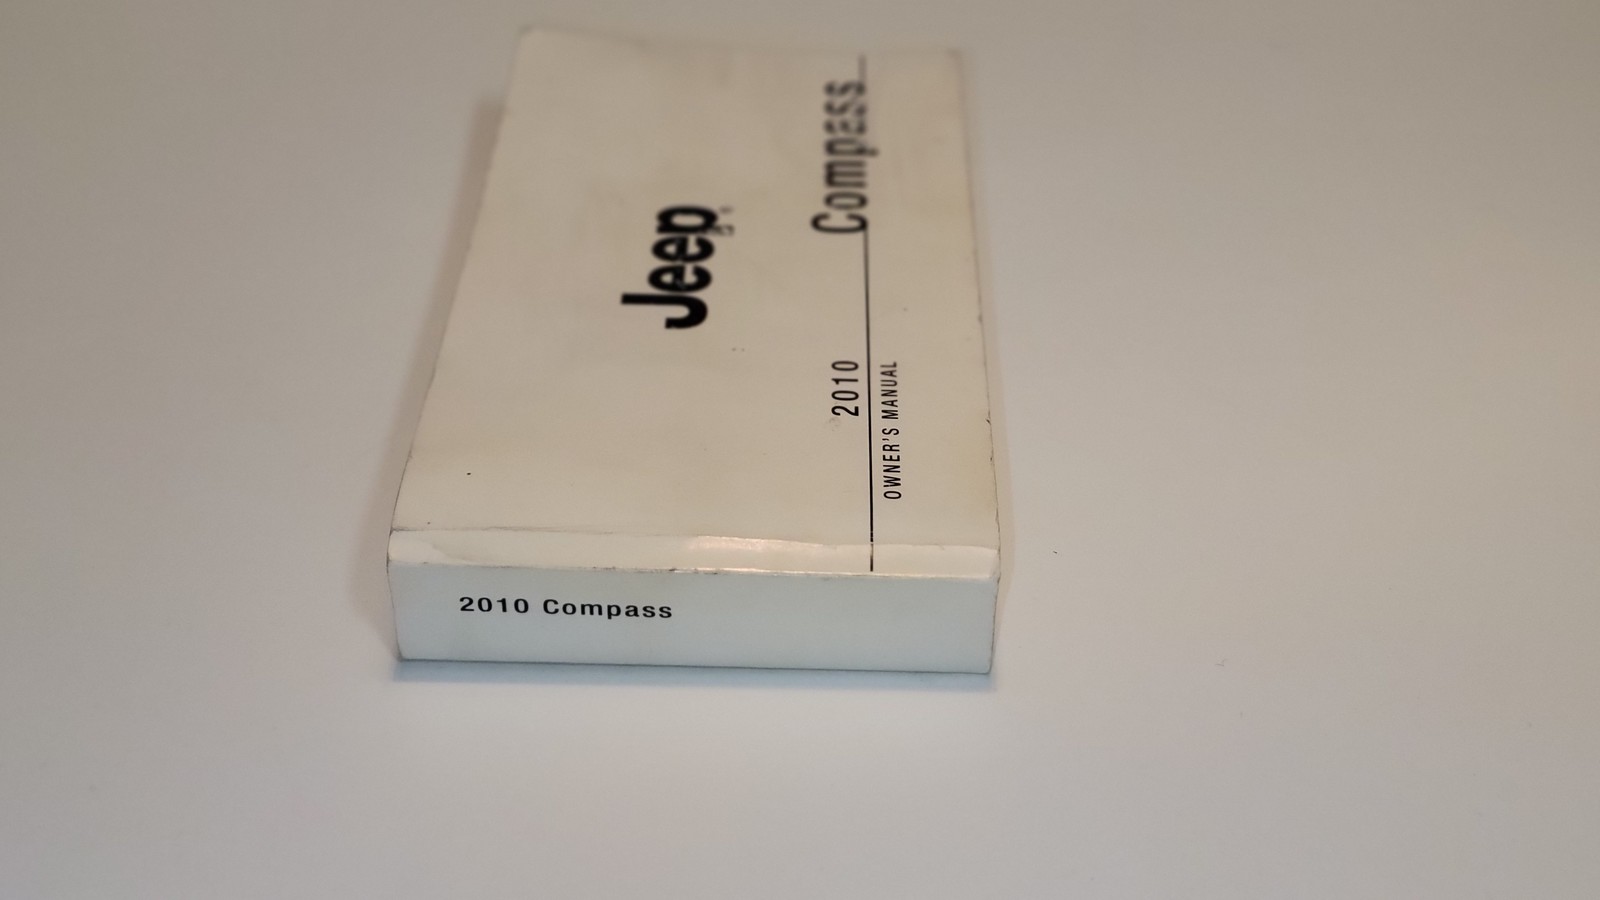 Jeep
Compass
2010
OWNER'S MANUAL
2010 Compass